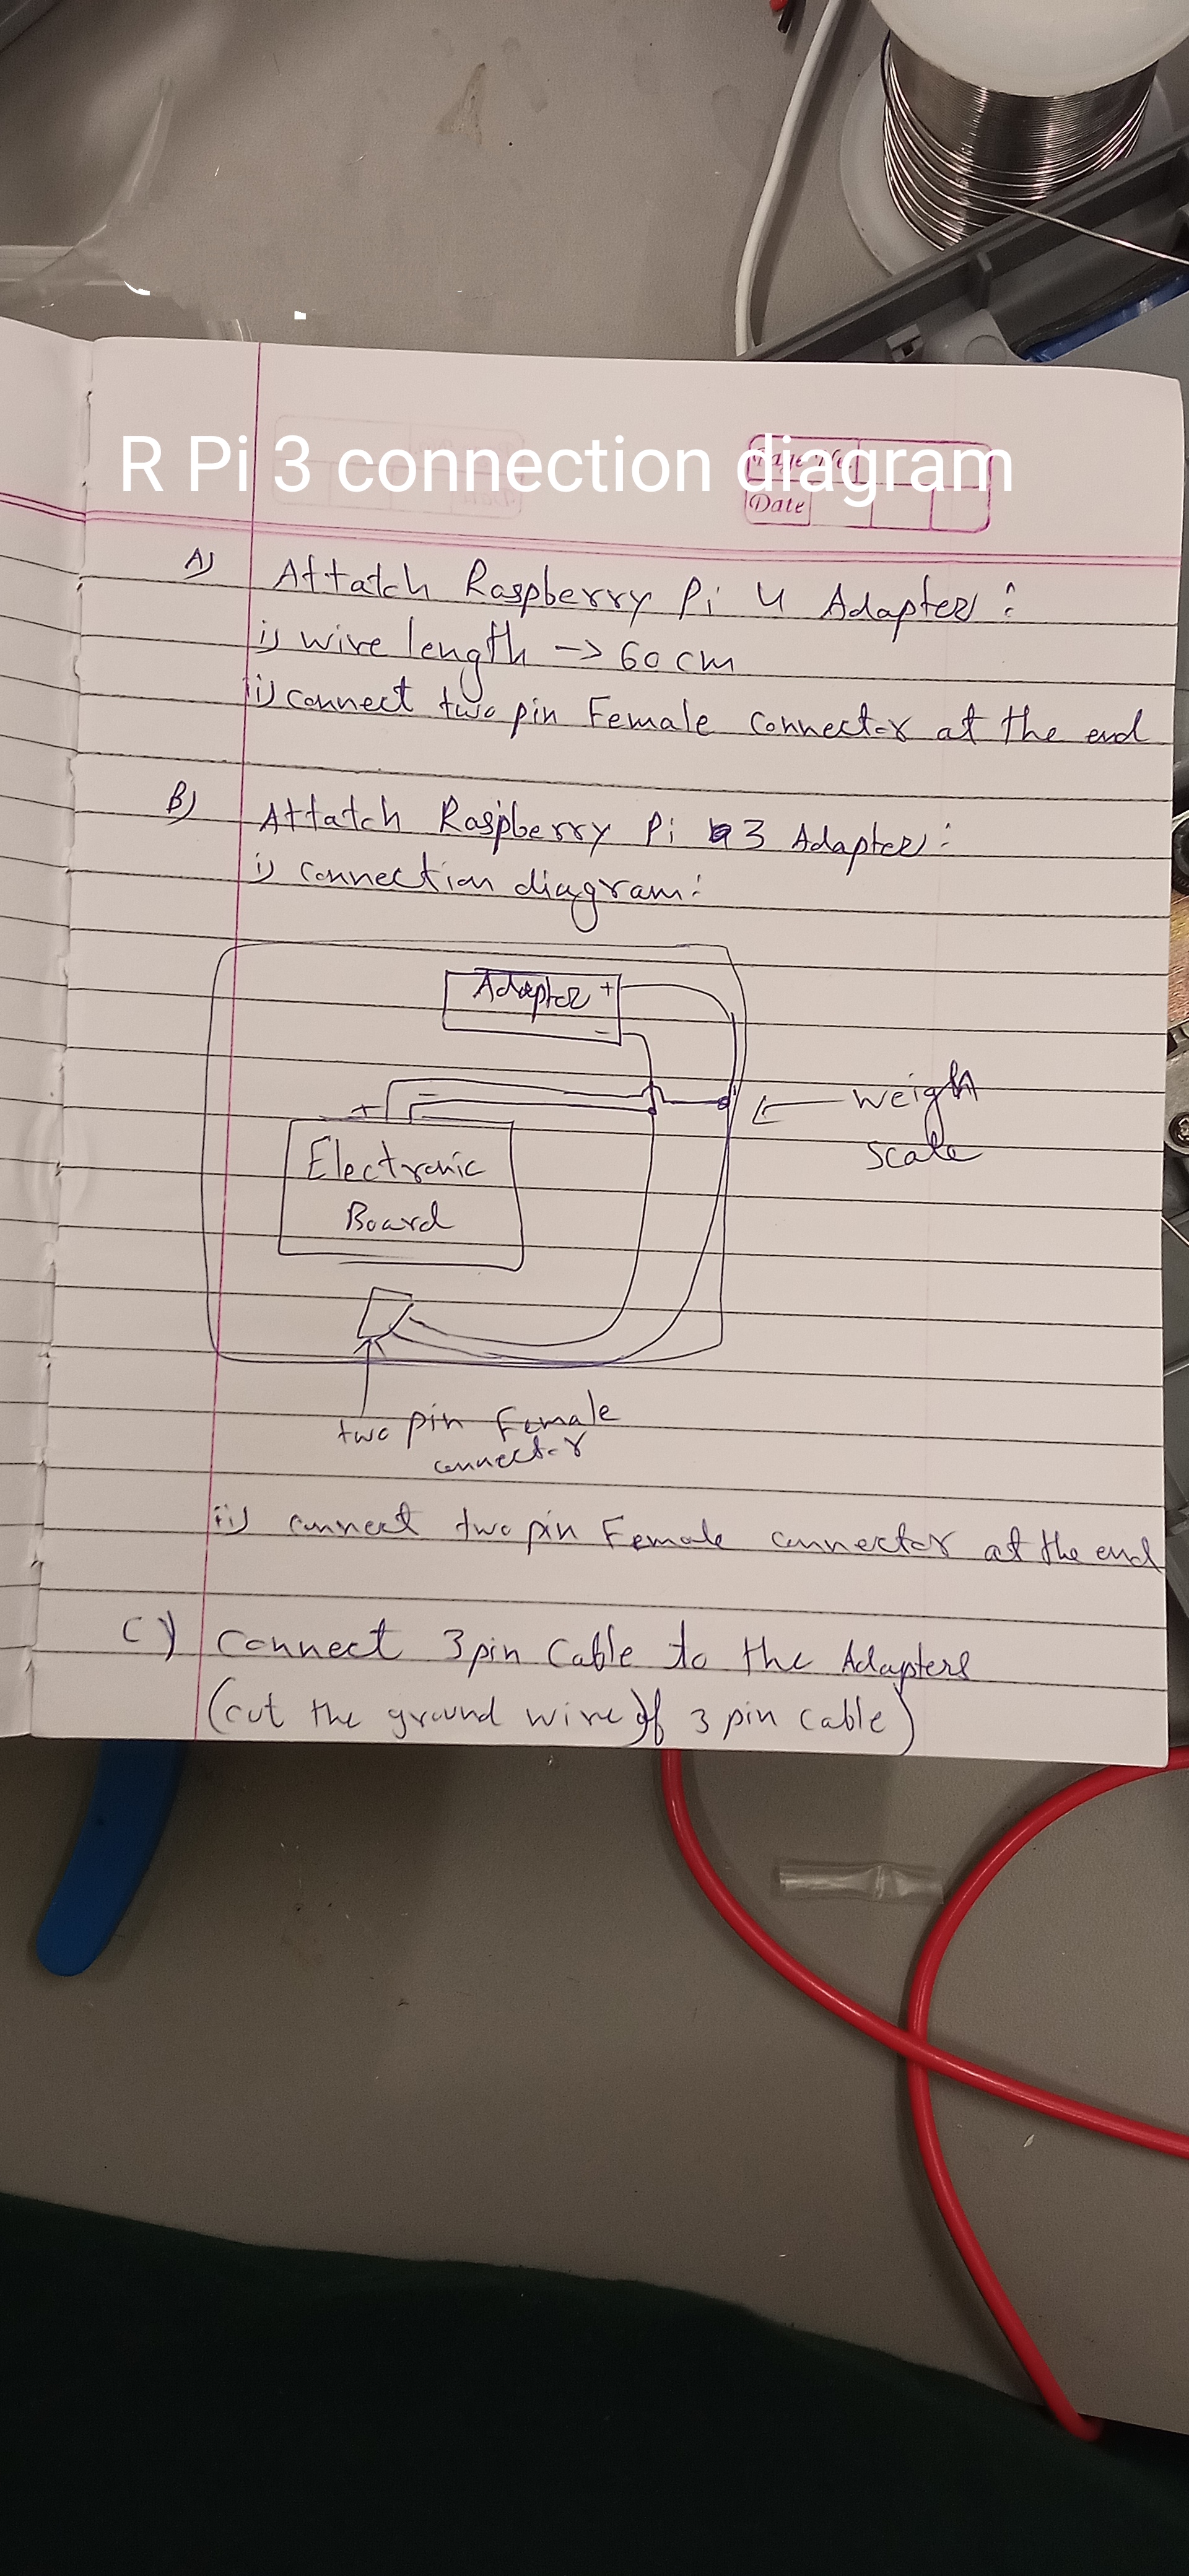 R Pi 3 connection diagram
Page No.
Date
A) Attatch Raspberry Pi 4 Adapter :
i) wire length -> 60 cm
ii) connect two pin Female connector at the end
B) Attatch Raspberry Pi 3 Adapter :
i) connection diagram :
Adapter +
-
+ -
Electronic
Board
weigh
scale
two pin Female
connector
ii) connect two pin Female connector at the end
C) Connect 3 pin Cable to the Adapters
(cut the ground wire of 3 pin cable)